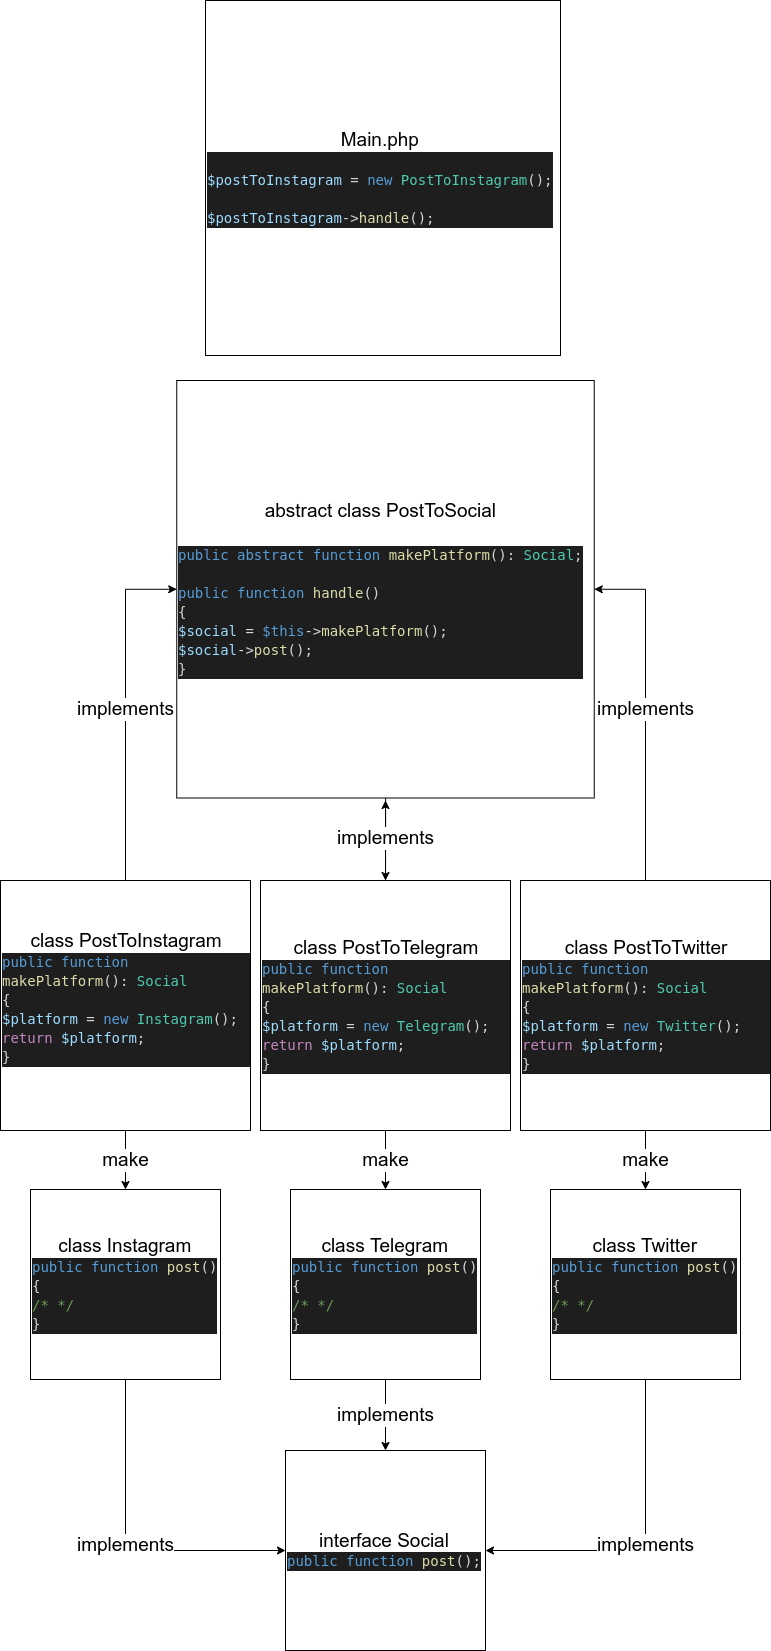 Main.php
$postToInstagram = new PostToInstagram();
$postToInstagram->handle();
abstract class PostToSocial
public abstract function makePlatform(): Social;
public function handle()
{
$social = $this->makePlatform();
$social->post();
}
implements
implements
implements
class PostToInstagram
public function
makePlatform(): Social
{
$platform = new Instagram();
return $platform;
}
class PostToTelegram
public function
makePlatform(): Social
{
$platform = new Telegram();
return $platform;
}
class PostToTwitter
public function
makePlatform(): Social
{
$platform = new Twitter();
return $platform;
}
make
make
make
class Instagram
public function post()
{
/* */
}
class Telegram
public function post()
{
/* */
}
class Twitter
public function post()
{
/* */
}
implements
implements
implements
interface Social
public function post();